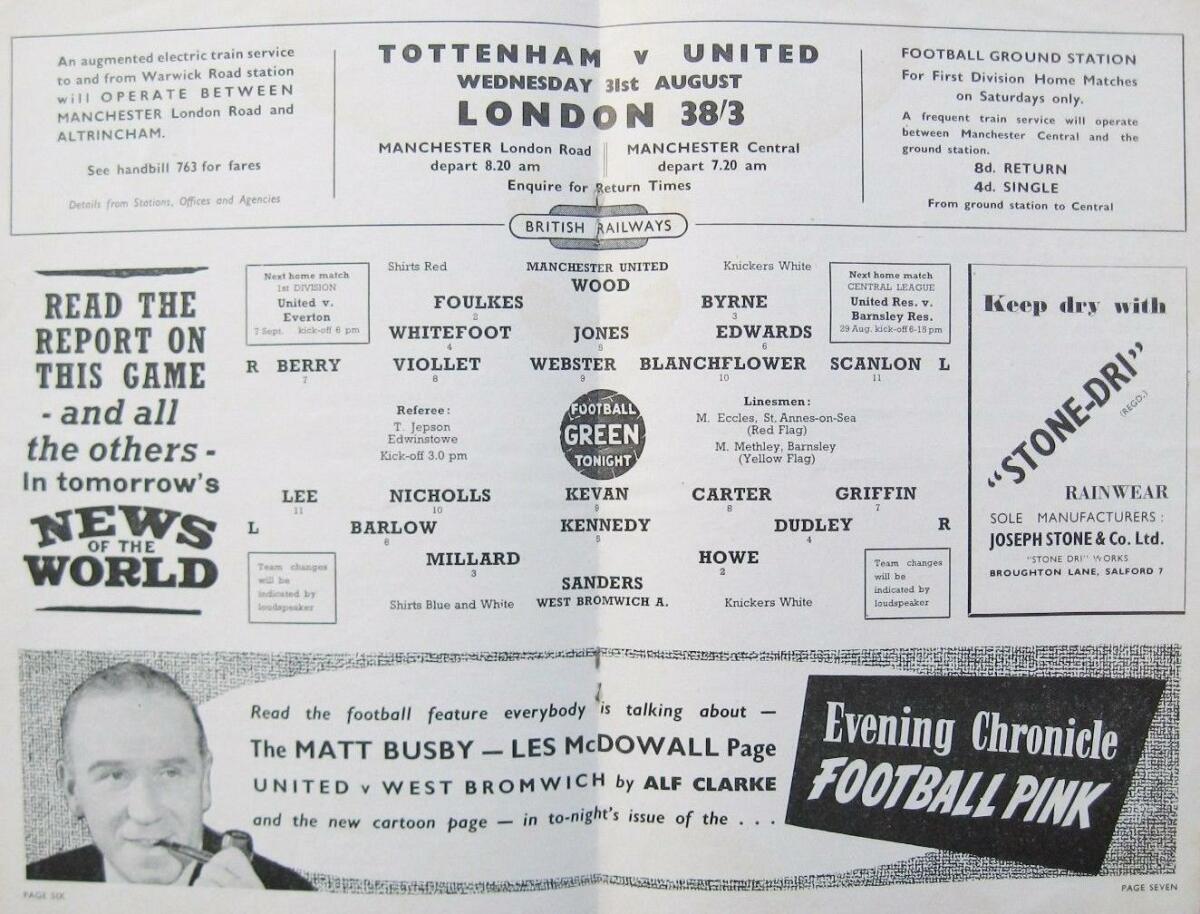 An augmented electric train service
to and from Warwick Road station
will OPERATE BETWEEN
MANCHESTER London Road and
ALTRINCHAM.
See handbill 763 for fares
Details from Stations, Offices and Agencies
TOTTENHAM v UNITED
WEDNESDAY 31st AUGUST
LONDON 38/3
MANCHESTER London Road
depart 8.20 am
MANCHESTER Central
depart 7.20 am
Enquire for Return Times
BRITISH RAILWAYS
FOOTBALL GROUND STATION
For First Division Home Matches
on Saturdays only.
A frequent train service will operate
between Manchester Central and the
ground station.
8d. RETURN
4d. SINGLE
From ground station to Central
READ THE
REPORT ON
THIS GAME
- and all
the others -
In tomorrow's
NEWS
OF THE
WORLD
Next home match
1st DIVISION
United v.
Everton
7 Sept. kick-off 6 pm
Shirts Red
MANCHESTER UNITED
Knickers White
Next home match
CENTRAL LEAGUE
United Res. v.
Barnsley Res.
29 Aug. kick-off 6-15 pm
WOOD
FOULKES BYRNE
2 3
WHITEFOOT JONES EDWARDS
4 5 6
R BERRY VIOLLET WEBSTER BLANCHFLOWER SCANLON L
7 8 9 10 11
Referee:
T. Jepson
Edwinstowe
Kick-off 3.0 pm
FOOTBALL
GREEN
TONIGHT
Linesmen:
M. Eccles, St. Annes-on-Sea
(Red Flag)
M. Methley, Barnsley
(Yellow Flag)
LEE NICHOLLS KEVAN CARTER GRIFFIN
11 10 9 8 7
L BARLOW KENNEDY DUDLEY R
6 5 4
MILLARD HOWE
3 2
SANDERS
Shirts Blue and White WEST BROMWICH A. Knickers White
Team changes
will be
indicated by
loudspeaker
Team changes
will be
indicated by
loudspeaker
Keep dry with
"STONE-DRI"
(REGD.)
RAINWEAR
SOLE MANUFACTURERS :
JOSEPH STONE & Co. Ltd.
"STONE DRI" WORKS
BROUGHTON LANE, SALFORD 7
Read the football feature everybody is talking about —
The MATT BUSBY — LES McDOWALL Page
UNITED v WEST BROMWICH by ALF CLARKE
and the new cartoon page — in to-night's issue of the . . .
Evening Chronicle
FOOTBALL PINK
PAGE SIX
PAGE SEVEN